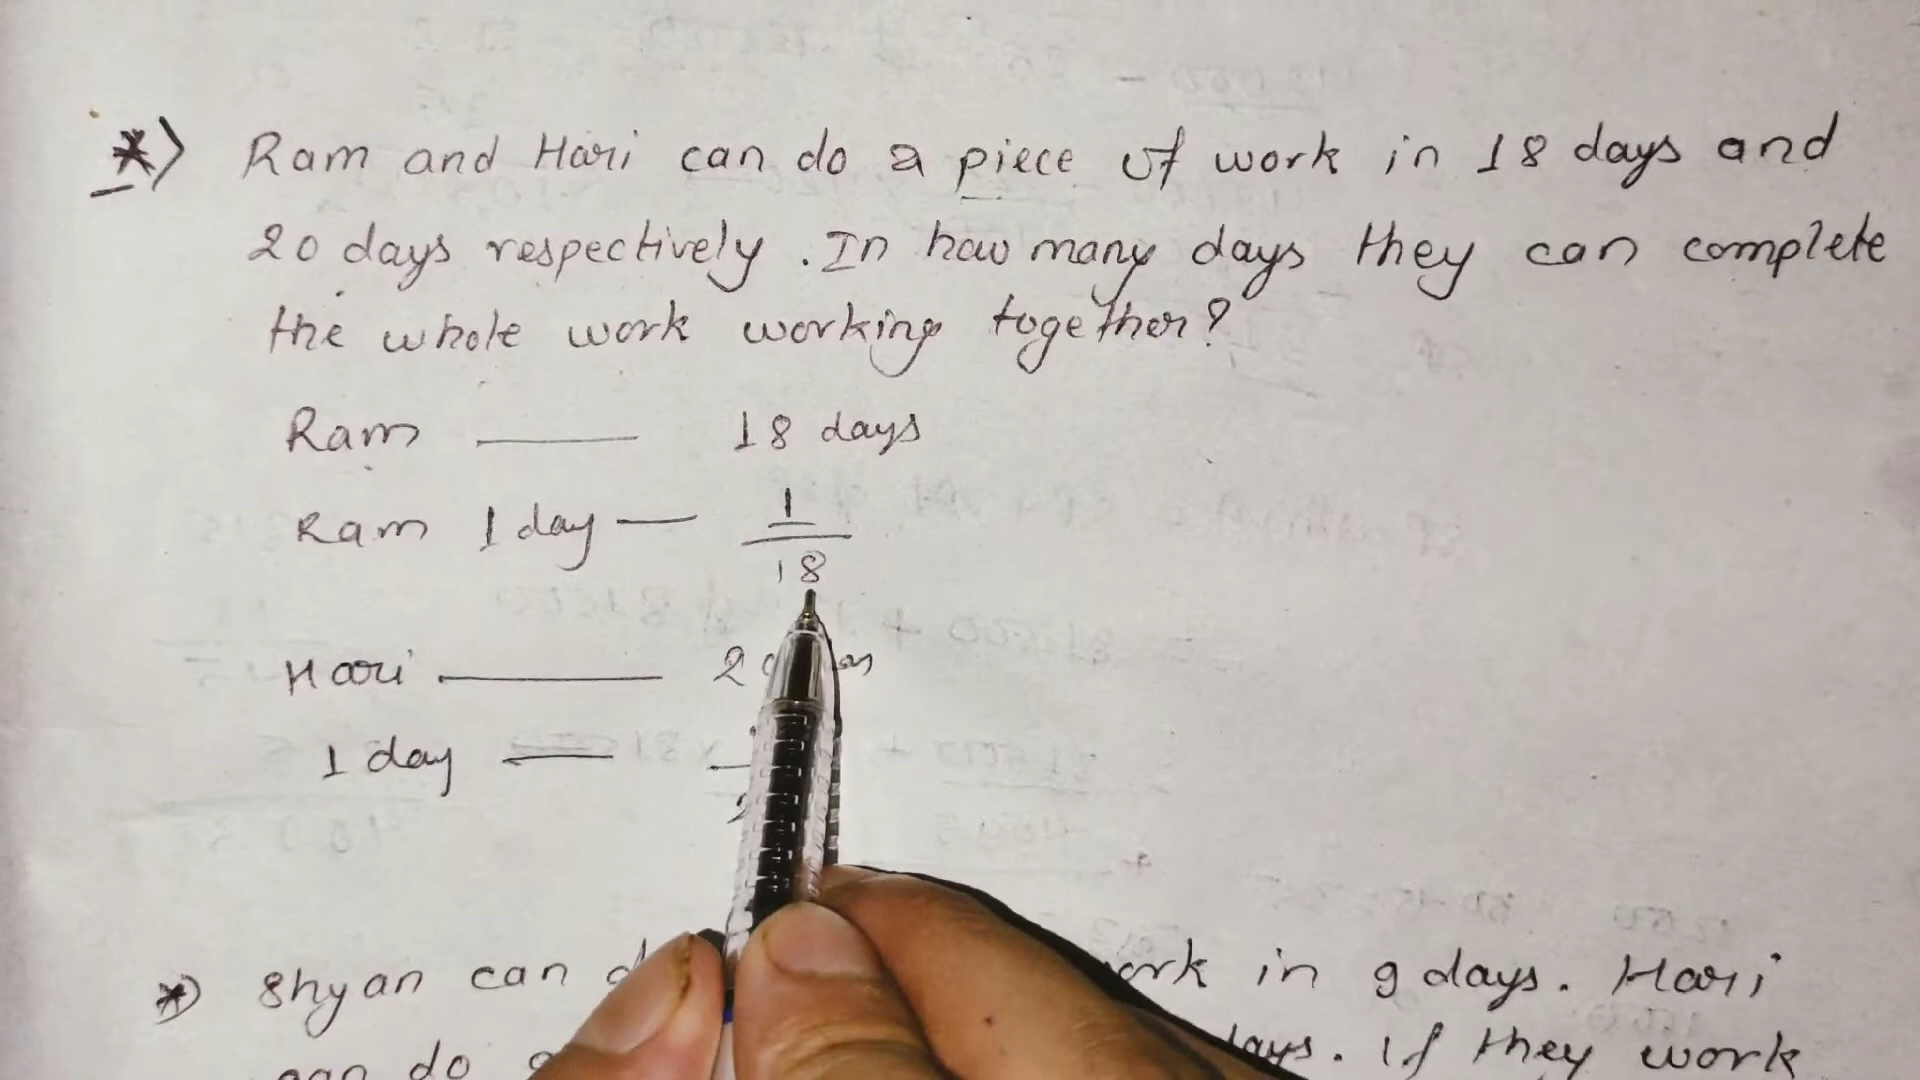 *) Ram and Hari can do a piece of work in 18 days and
20 days respectively. In how many days they can complete
the whole work working together?
Ram — 18 days
Ram 1 day — 1/18
Hari — 2
1 day —
*) Shyan can ork in 9 days. Hari
can do days. If they work